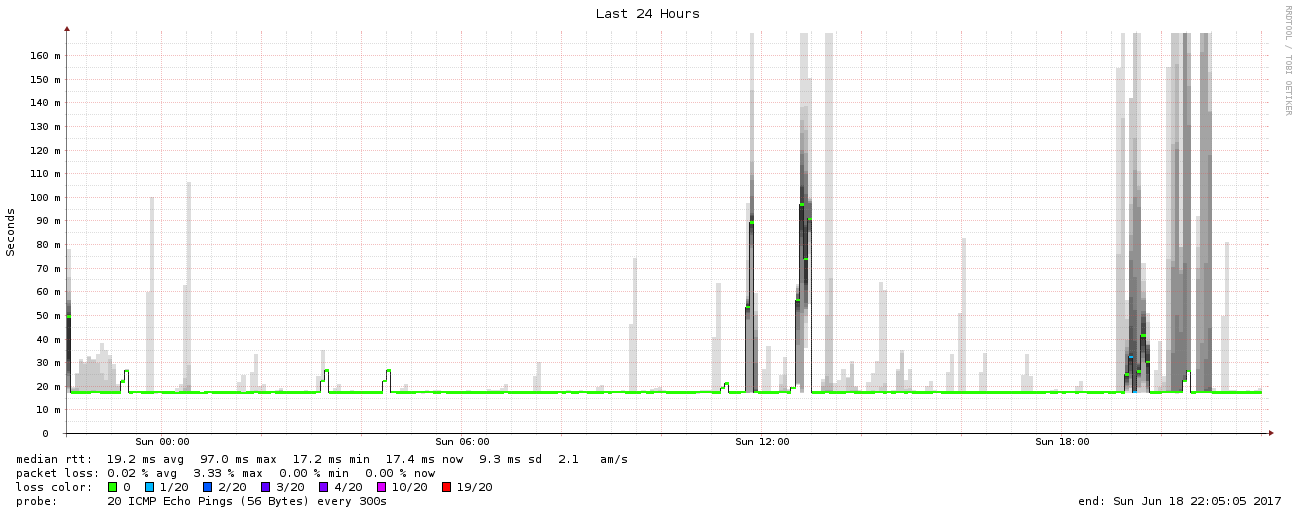 Last 24 Hours
RRDTOOL / TOBI OETIKER
Seconds
160 m
150 m
140 m
130 m
120 m
110 m
100 m
90 m
80 m
70 m
60 m
50 m
40 m
30 m
20 m
10 m
0
Sun 00:00 Sun 06:00 Sun 12:00 Sun 18:00
median rtt: 19.2 ms avg 97.0 ms max 17.2 ms min 17.4 ms now 9.3 ms sd 2.1 am/s
packet loss: 0.02 % avg 3.33 % max 0.00 % min 0.00 % now
loss color: 0 1/20 2/20 3/20 4/20 10/20 19/20
probe: 20 ICMP Echo Pings (56 Bytes) every 300s end: Sun Jun 18 22:05:05 2017